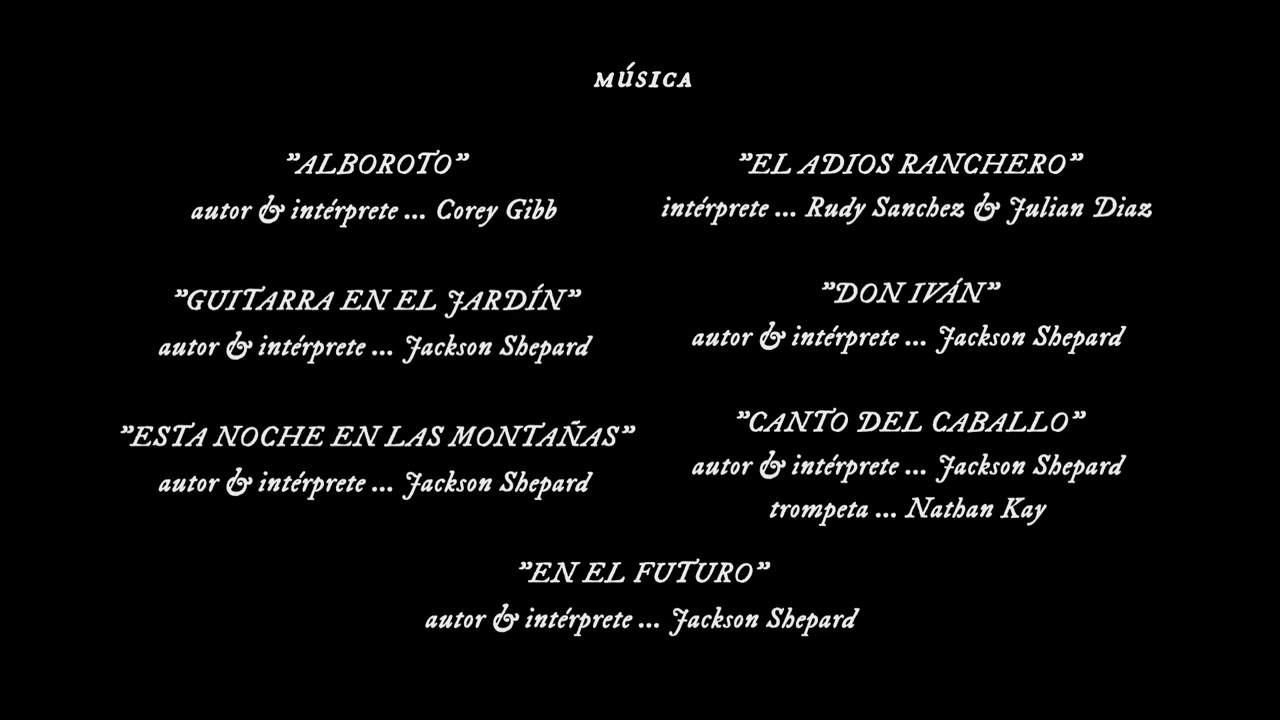 MÚSICA
"ALBOROTO"
autor & intérprete ... Corey Gibb
"GUITARRA EN EL JARDÍN"
autor & intérprete ... Jackson Shepard
"ESTA NOCHE EN LAS MONTAÑAS"
autor & intérprete ... Jackson Shepard
"EL ADIOS RANCHERO"
intérprete ... Rudy Sanchez & Julian Diaz
"DON IVÁN"
autor & intérprete ... Jackson Shepard
"CANTO DEL CABALLO"
autor & intérprete ... Jackson Shepard
trompeta ... Nathan Kay
"EN EL FUTURO"
autor & intérprete ... Jackson Shepard